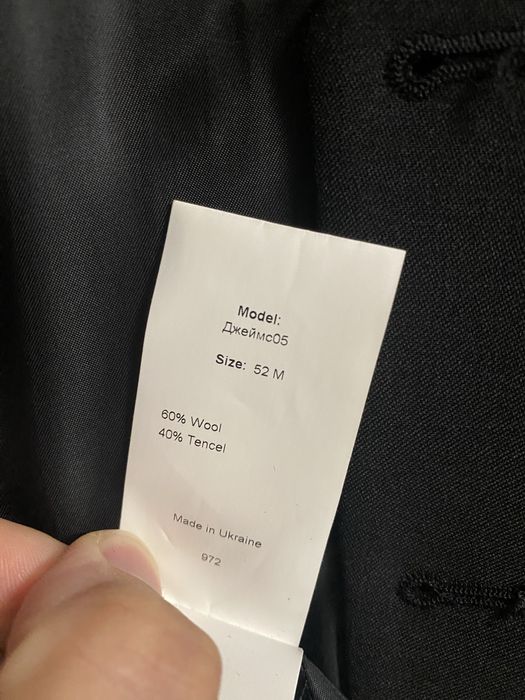 Model:
Джеймс05
Size: 52 M
60% Wool
40% Tencel
Made in Ukraine
972